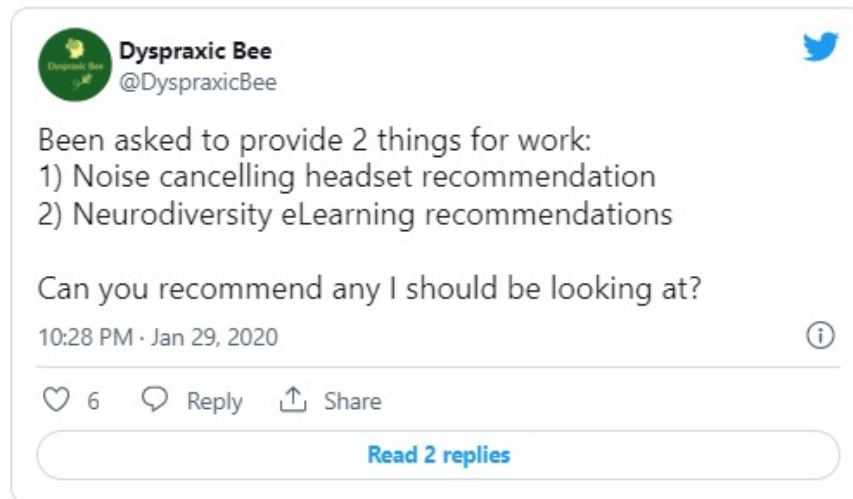 Dyspraxic Bee
Dyspraxic Bee
@DyspraxicBee
Been asked to provide 2 things for work:
1) Noise cancelling headset recommendation
2) Neurodiversity eLearning recommendations
Can you recommend any I should be looking at?
10:28 PM · Jan 29, 2020
6 Reply Share
Read 2 replies